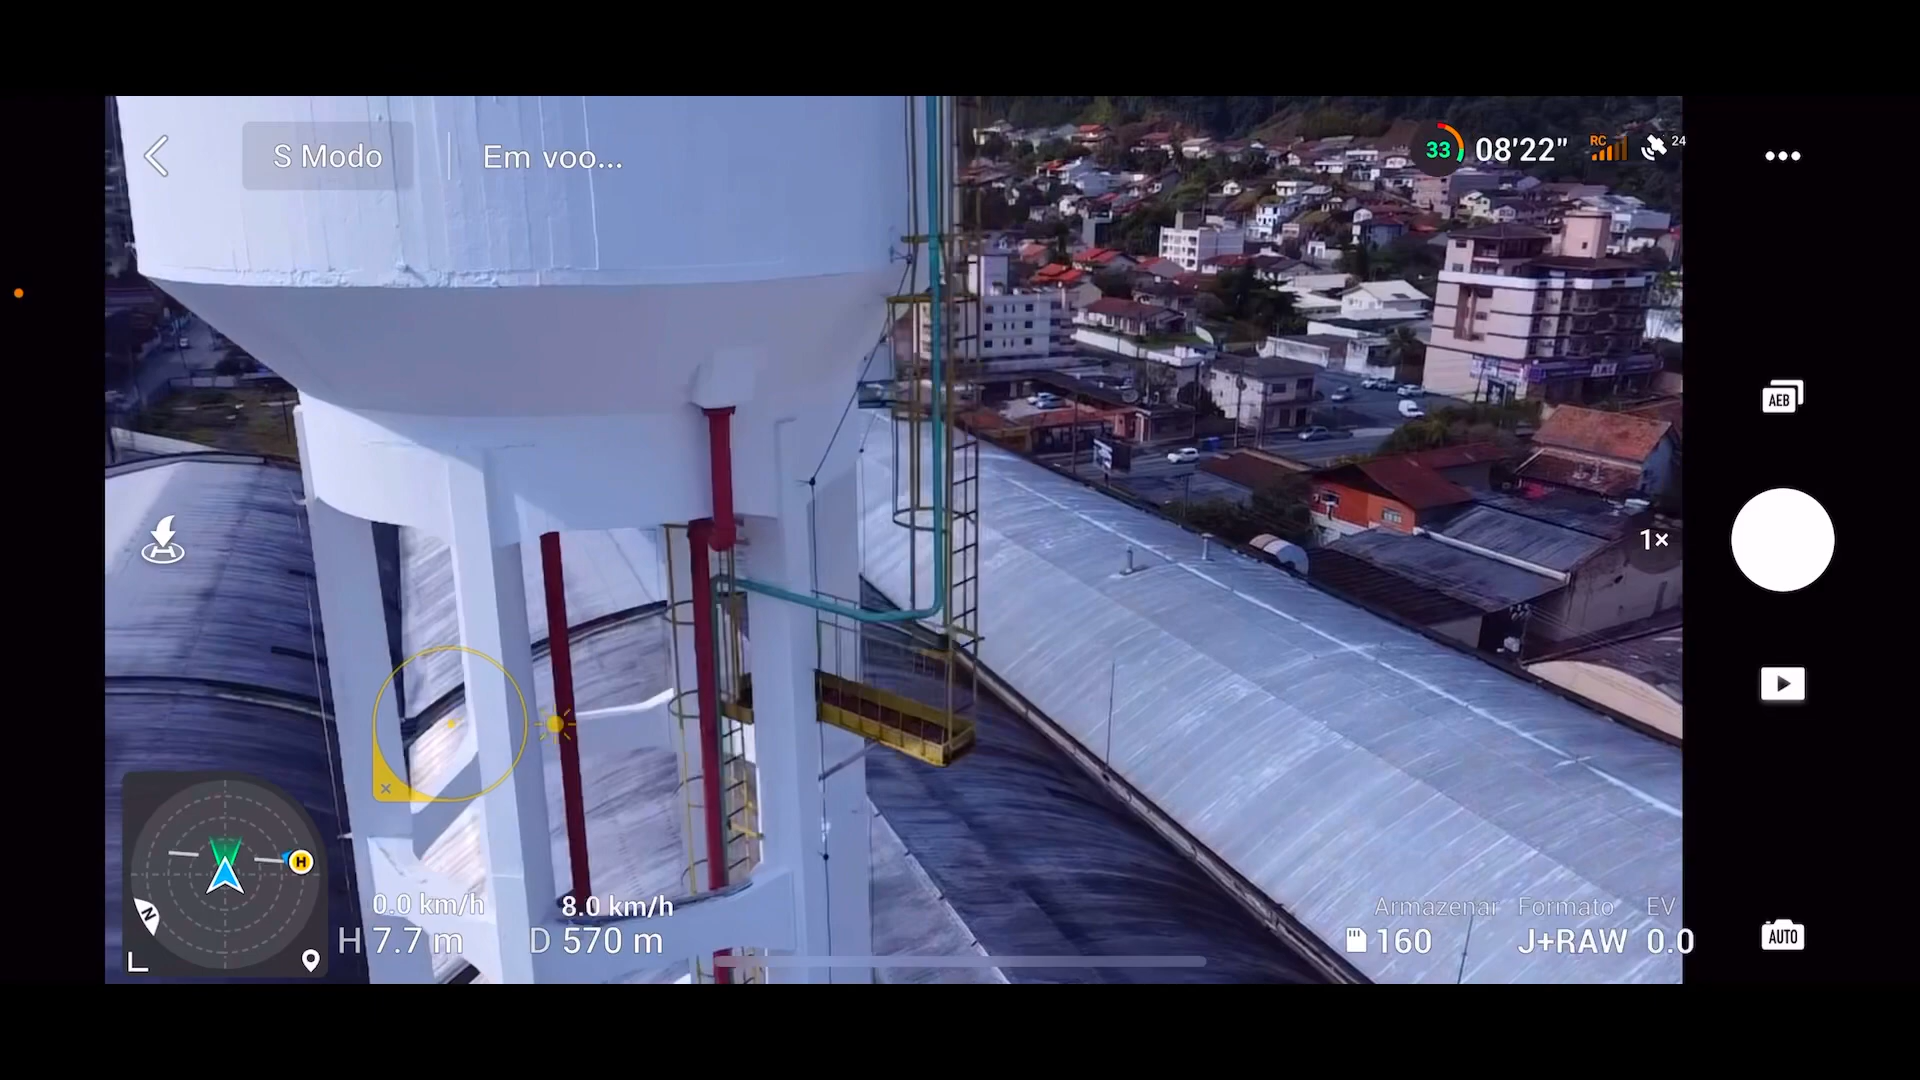 S Modo
Em voo...
33
08'22"
RC
24
AEB
1×
H
N
0.0 km/h
8.0 km/h
H 7.7 m
D 570 m
Armazenar
Formato
EV
160
J+RAW
0.0
AUTO